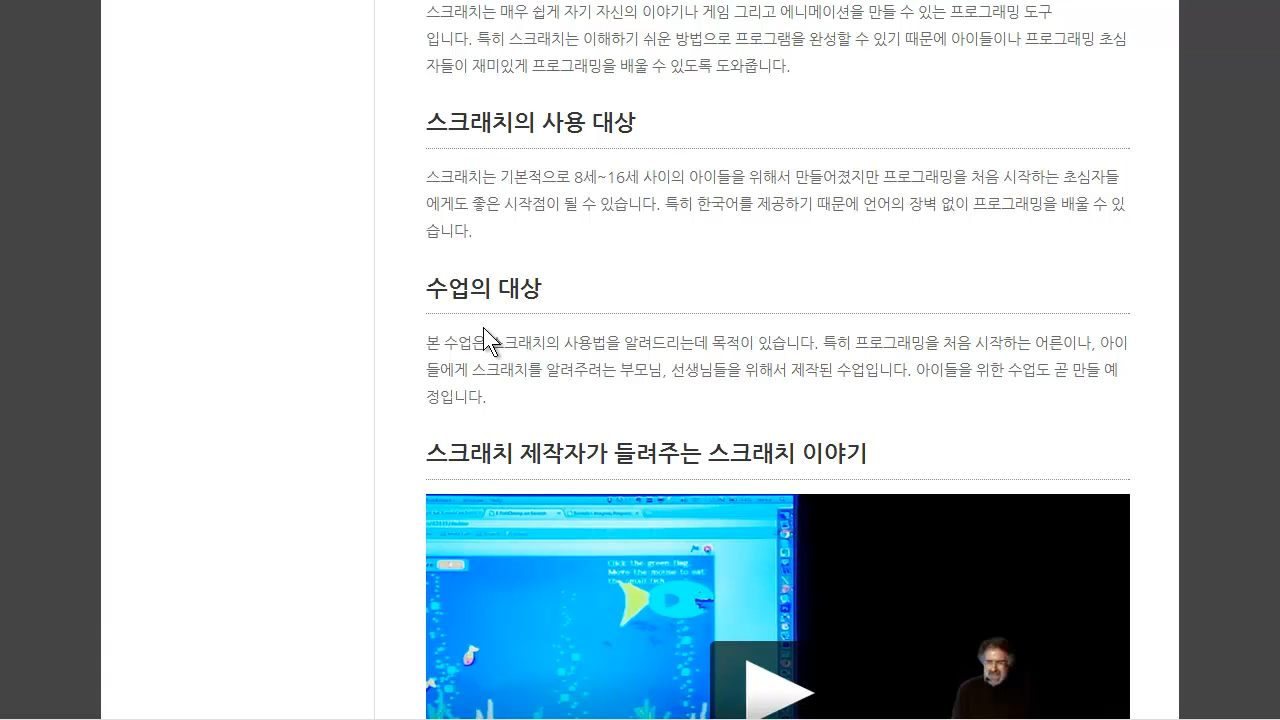 스크래치는 매우 쉽게 자기 자신의 이야기나 게임 그리고 에니메이션을 만들 수 있는 프로그래밍 도구
입니다. 특히 스크래치는 이해하기 쉬운 방법으로 프로그램을 완성할 수 있기 때문에 아이들이나 프로그래밍 초심
자들이 재미있게 프로그래밍을 배울 수 있도록 도와줍니다.
스크래치의 사용 대상
스크래치는 기본적으로 8세~16세 사이의 아이들을 위해서 만들어졌지만 프로그래밍을 처음 시작하는 초심자들
에게도 좋은 시작점이 될 수 있습니다. 특히 한국어를 제공하기 때문에 언어의 장벽 없이 프로그래밍을 배울 수 있
습니다.
수업의 대상
본 수업은 스크래치의 사용법을 알려드리는데 목적이 있습니다. 특히 프로그래밍을 처음 시작하는 어른이나, 아이
들에게 스크래치를 알려주려는 부모님, 선생님들을 위해서 제작된 수업입니다. 아이들을 위한 수업도 곧 만들 예
정입니다.
스크래치 제작자가 들려주는 스크래치 이야기
Click the green flag.
Move the mouse to eat
the small fish